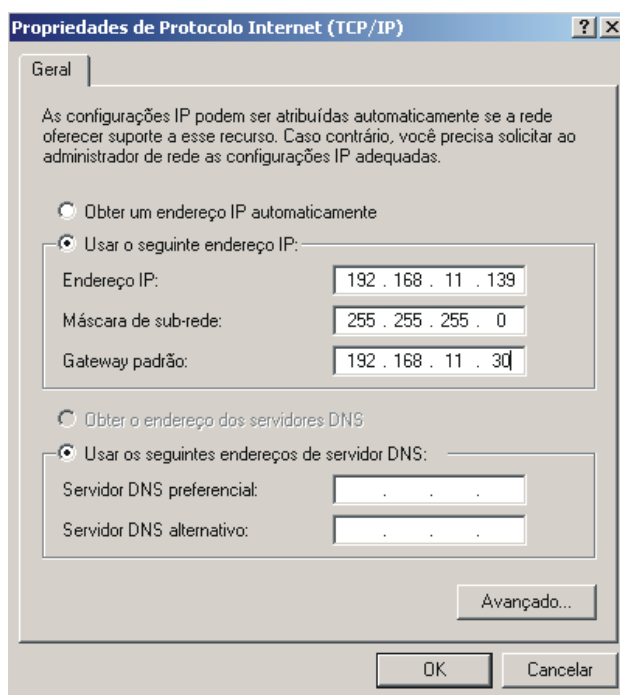 Propriedades de Protocolo Internet (TCP/IP)
Geral
As configurações IP podem ser atribuídas automaticamente se a rede
oferecer suporte a esse recurso. Caso contrário, você precisa solicitar ao
administrador de rede as configurações IP adequadas.
Obter um endereço IP automaticamente
Usar o seguinte endereço IP:
Endereço IP: 192 . 168 . 11 . 139
Máscara de sub-rede: 255 . 255 . 255 . 0
Gateway padrão: 192 . 168 . 11 . 30
Obter o endereço dos servidores DNS
Usar os seguintes endereços de servidor DNS:
Servidor DNS preferencial: . . .
Servidor DNS alternativo: . . .
Avançado...
OK Cancelar